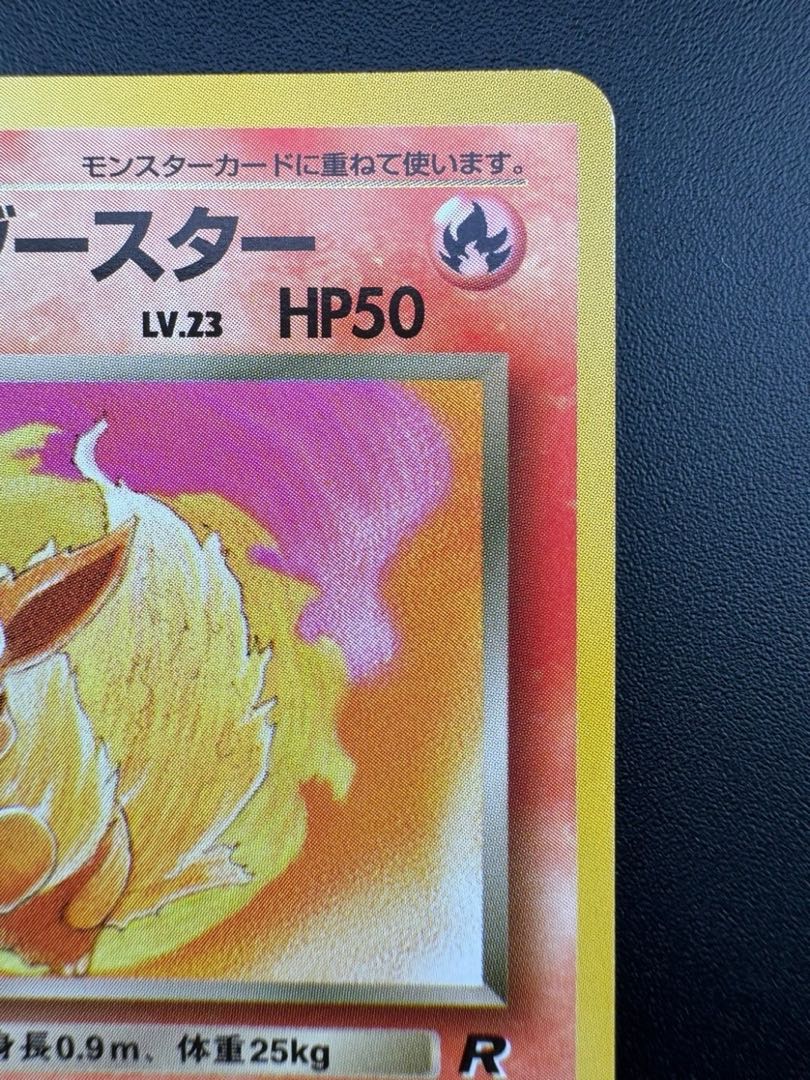 モンスターカードに重ねて使います。
ブースター
LV.23 HP50
身長0.9m、体重25kg
R